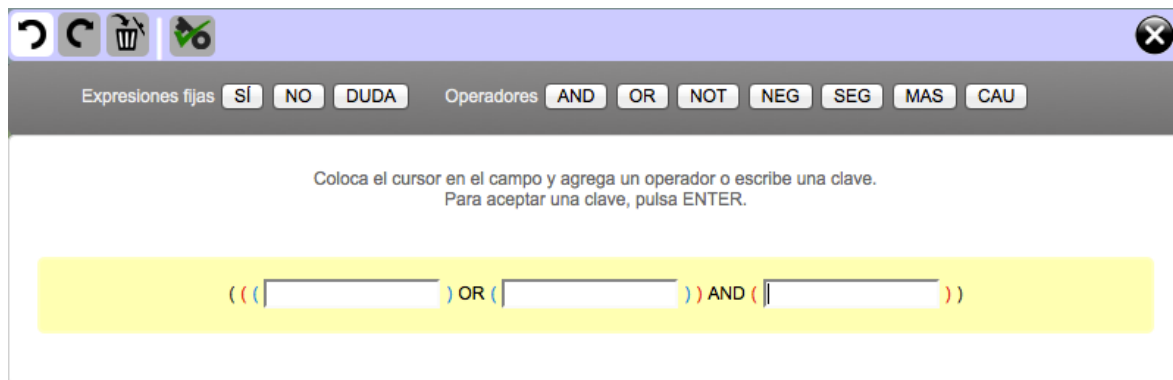 Expresiones fijas SÍ NO DUDA Operadores AND OR NOT NEG SEG MAS CAU
Coloca el cursor en el campo y agrega un operador o escribe una clave.
Para aceptar una clave, pulsa ENTER.
( ( ( ) OR ( ) ) AND ( ) )